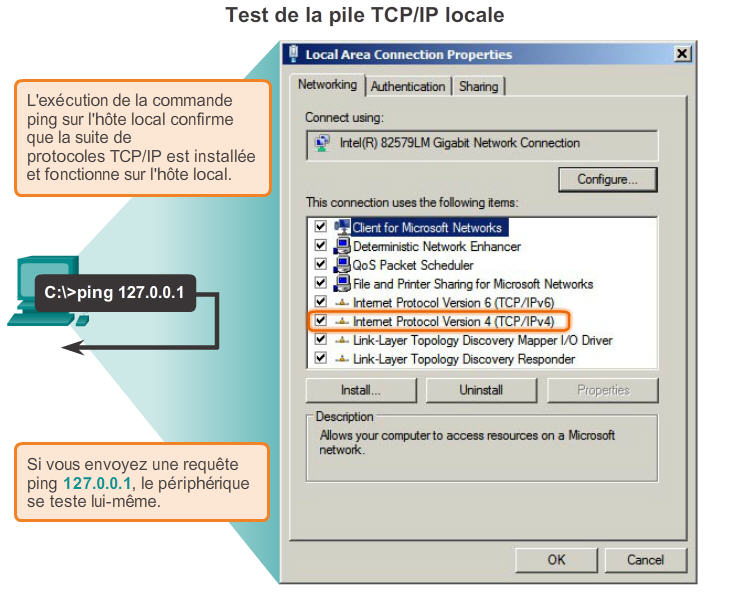 Test de la pile TCP/IP locale
L'exécution de la commande
ping sur l'hôte local confirme
que la suite de
protocoles TCP/IP est installée
et fonctionne sur l'hôte local.
C:\>ping 127.0.0.1
Si vous envoyez une requête
ping 127.0.0.1, le périphérique
se teste lui-même.
Local Area Connection Properties
Networking Authentication Sharing
Connect using:
Intel(R) 82579LM Gigabit Network Connection
Configure...
This connection uses the following items:
Client for Microsoft Networks
Deterministic Network Enhancer
QoS Packet Scheduler
File and Printer Sharing for Microsoft Networks
Internet Protocol Version 6 (TCP/IPv6)
Internet Protocol Version 4 (TCP/IPv4)
Link-Layer Topology Discovery Mapper I/O Driver
Link-Layer Topology Discovery Responder
Install... Uninstall Properties
Description
Allows your computer to access resources on a Microsoft
network.
OK Cancel